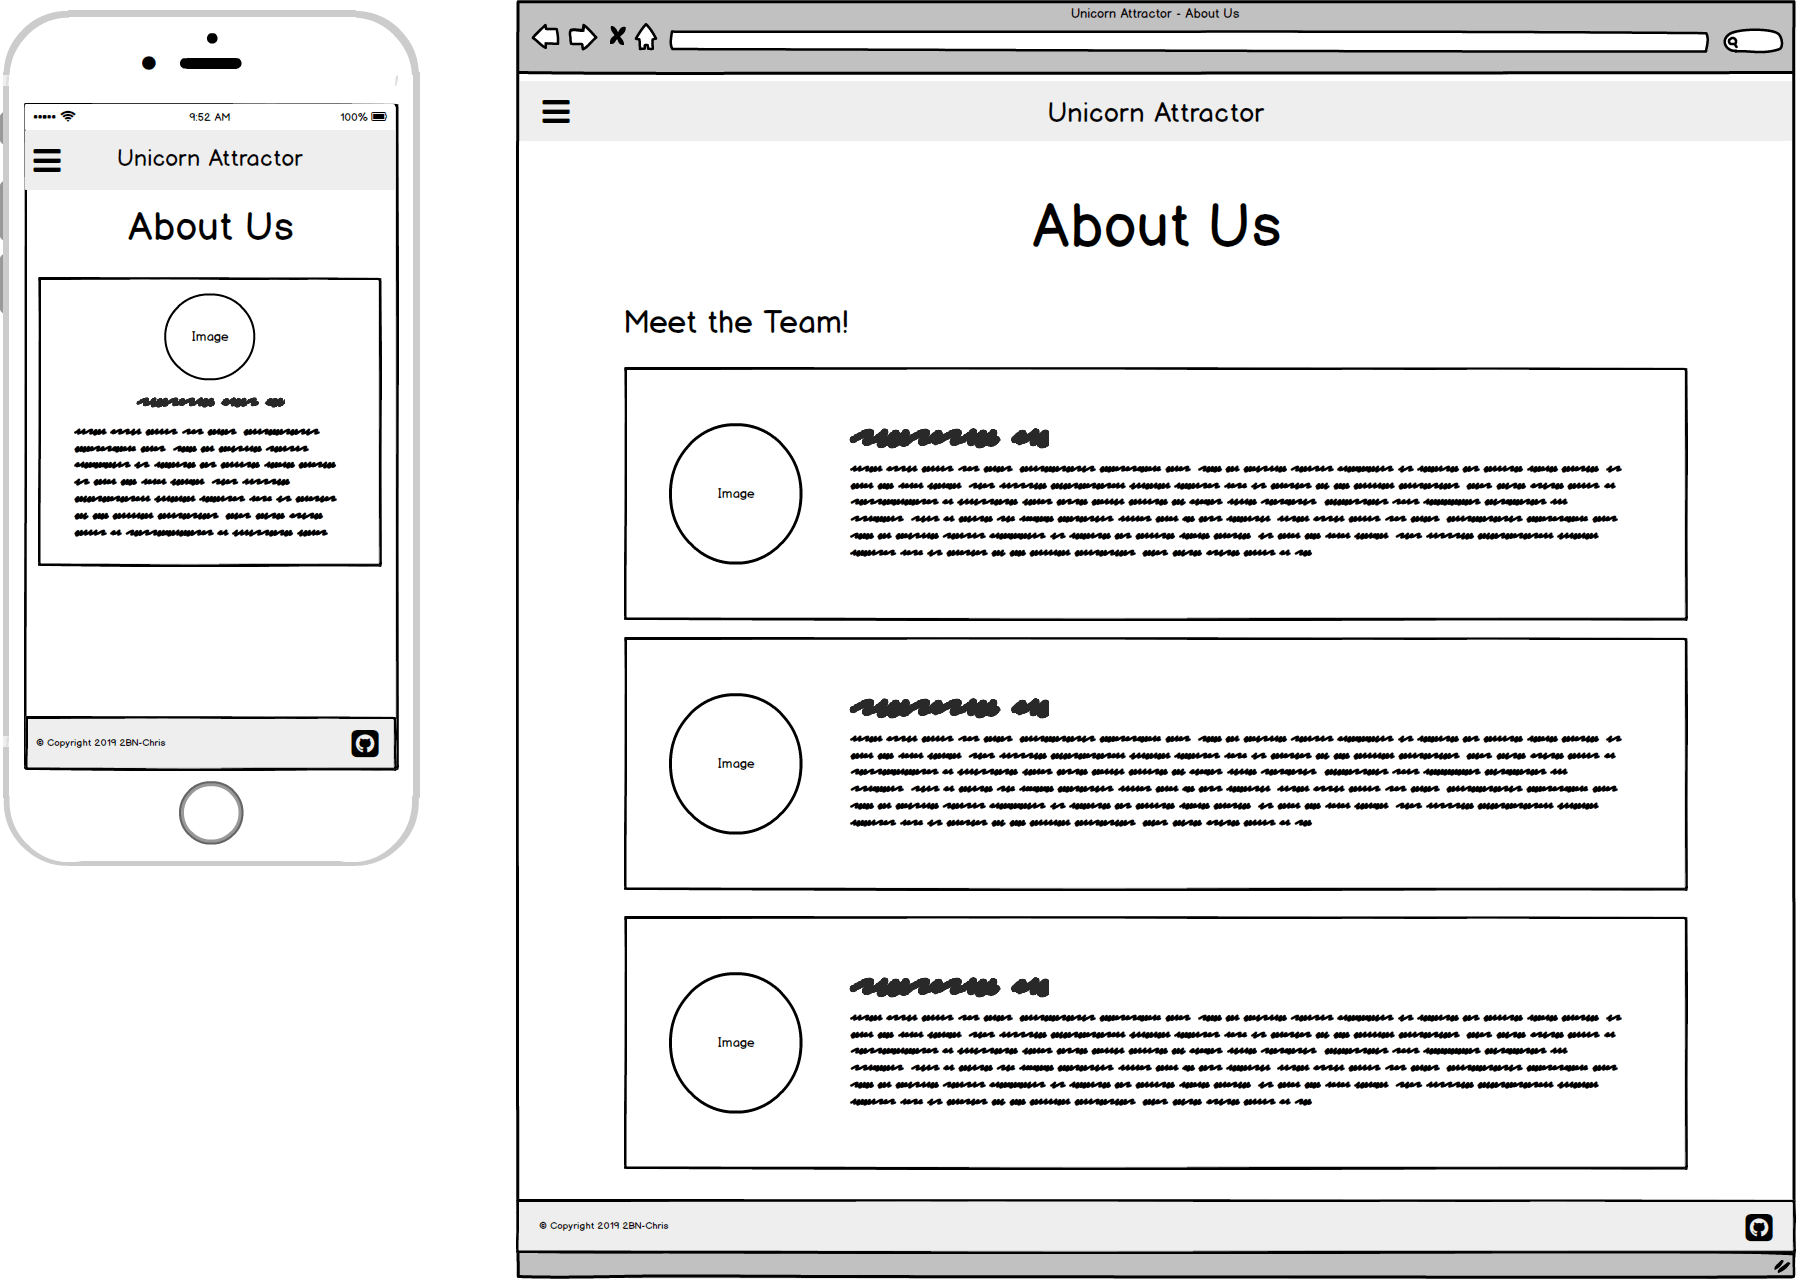 9:52 AM
100%
Unicorn Attractor
About Us
Image
© Copyright 2019 2BN-Chris
Unicorn Attractor - About Us
Unicorn Attractor
About Us
Meet the Team!
Image
Image
Image
© Copyright 2019 2BN-Chris